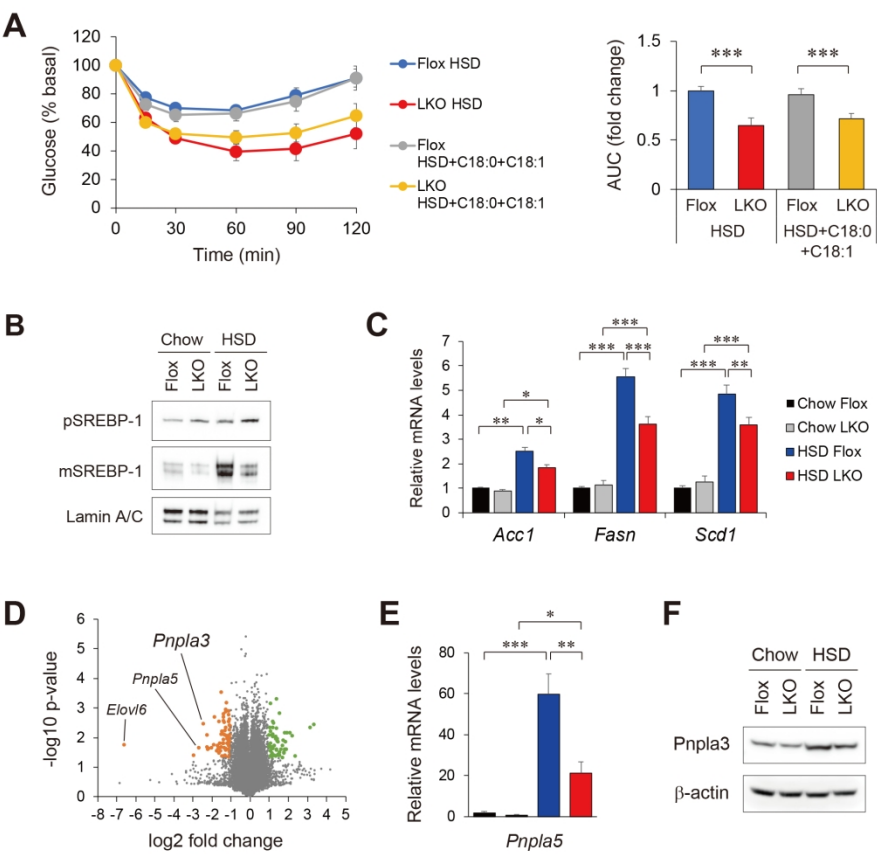 A
Glucose (% basal)
120
100
80
60
40
20
0
0 30 60 90 120
Time (min)
Flox HSD
LKO HSD
Flox
HSD+C18:0+C18:1
LKO
HSD+C18:0+C18:1
AUC (fold change)
1.5
1
0.5
0
*** ***
Flox LKO Flox LKO
HSD HSD+C18:0
+C18:1
B
Chow HSD
Flox LKO Flox LKO
pSREBP-1
mSREBP-1
Lamin A/C
C
Relative mRNA levels
7
6
5
4
3
2
1
0
***
*** ***
***
*** **
*
** *
Acc1 Fasn Scd1
Chow Flox
Chow LKO
HSD Flox
HSD LKO
D
-log10 p-value
6
5
4
3
2
1
0
Pnpla3
Pnpla5
Elovl6
-8 -7 -6 -5 -4 -3 -2 -1 0 1 2 3 4 5
log2 fold change
E
Relative mRNA levels
80
60
40
20
0
*
*** **
Pnpla5
F
Chow HSD
Flox LKO Flox LKO
Pnpla3
β-actin